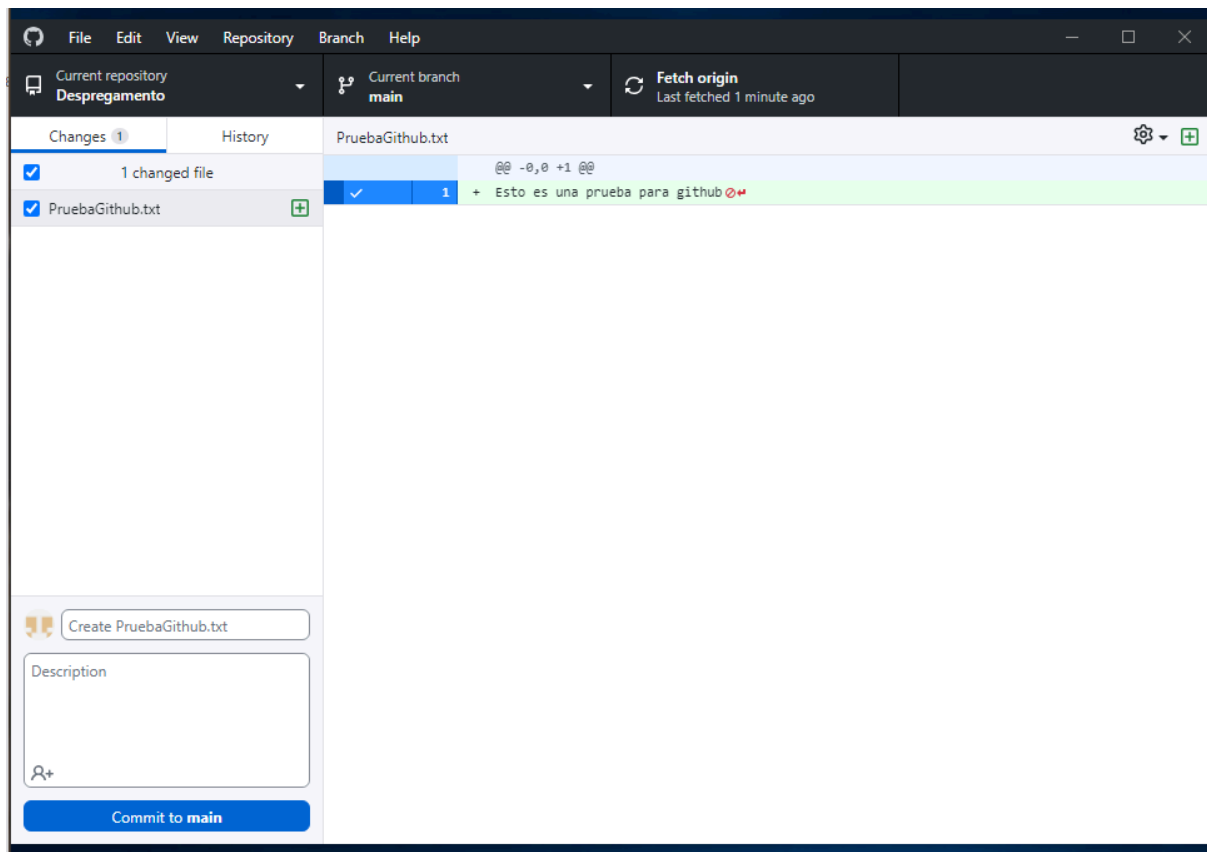 File Edit View Repository Branch Help
Current repository
Despregamento
Current branch
main
Fetch origin
Last fetched 1 minute ago
Changes 1 History
PruebaGithub.txt
1 changed file
@@ -0,0 +1 @@
PruebaGithub.txt
1 + Esto es una prueba para github
Create PruebaGithub.txt
Description
Commit to main